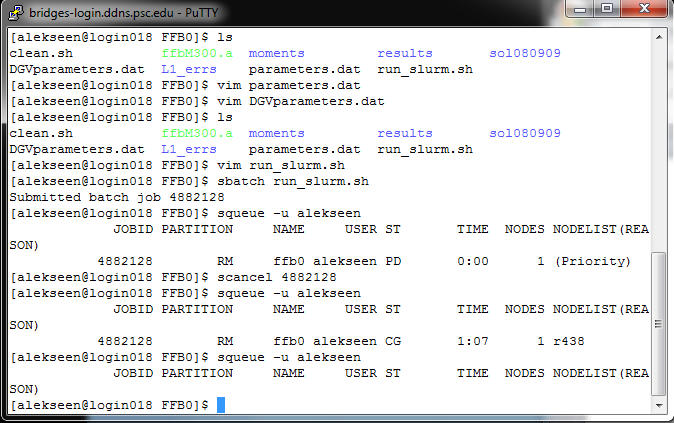 bridges-login.ddns.psc.edu - PuTTY
[alekseen@login018 FFB0]$ ls
clean.sh ffbM300.a moments results sol080909
DGVparameters.dat L1_errs parameters.dat run_slurm.sh
[alekseen@login018 FFB0]$ vim parameters.dat
[alekseen@login018 FFB0]$ vim DGVparameters.dat
[alekseen@login018 FFB0]$ ls
clean.sh ffbM300.a moments results sol080909
DGVparameters.dat L1_errs parameters.dat run_slurm.sh
[alekseen@login018 FFB0]$ vim run_slurm.sh
[alekseen@login018 FFB0]$ sbatch run_slurm.sh
Submitted batch job 4882128
[alekseen@login018 FFB0]$ squeue -u alekseen
JOBID PARTITION NAME USER ST TIME NODES NODELIST(REA
SON)
4882128 RM ffb0 alekseen PD 0:00 1 (Priority)
[alekseen@login018 FFB0]$ scancel 4882128
[alekseen@login018 FFB0]$ squeue -u alekseen
JOBID PARTITION NAME USER ST TIME NODES NODELIST(REA
SON)
4882128 RM ffb0 alekseen CG 1:07 1 r438
[alekseen@login018 FFB0]$ squeue -u alekseen
JOBID PARTITION NAME USER ST TIME NODES NODELIST(REA
SON)
[alekseen@login018 FFB0]$